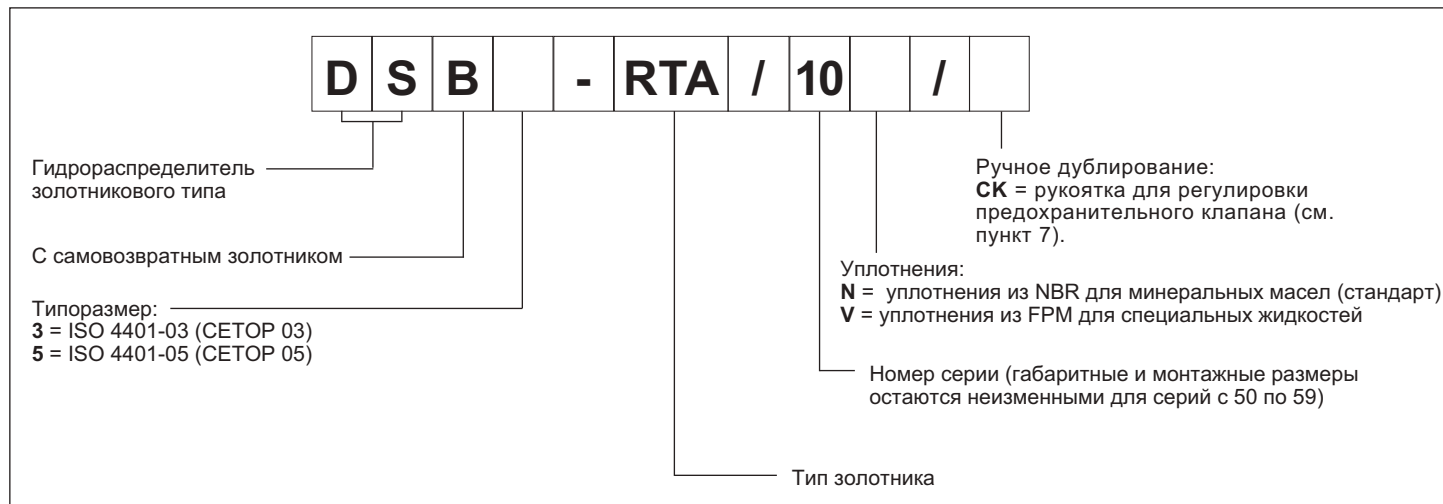 D S B - RTA / 10 /
Гидрораспределитель
золотникового типа
С самовозвратным золотником
Типоразмер:
3 = ISO 4401-03 (CETOP 03)
5 = ISO 4401-05 (CETOP 05)
Ручное дублирование:
CK = рукоятка для регулировки
предохранительного клапана (см.
пункт 7).
Уплотнения:
N = уплотнения из NBR для минеральных масел (стандарт)
V = уплотнения из FPM для специальных жидкостей
Номер серии (габаритные и монтажные размеры
остаются неизменными для серий с 50 по 59)
Тип золотника